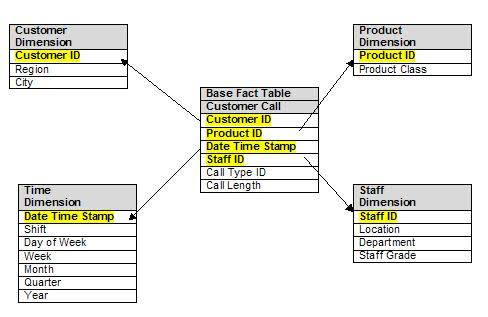 Customer
Dimension
Customer ID
Region
City
Product
Dimension
Product ID
Product Class
Base Fact Table
Customer Call
Customer ID
Product ID
Date Time Stamp
Staff ID
Call Type ID
Call Length
Time
Dimension
Date Time Stamp
Shift
Day of Week
Week
Month
Quarter
Year
Staff
Dimension
Staff ID
Location
Department
Staff Grade